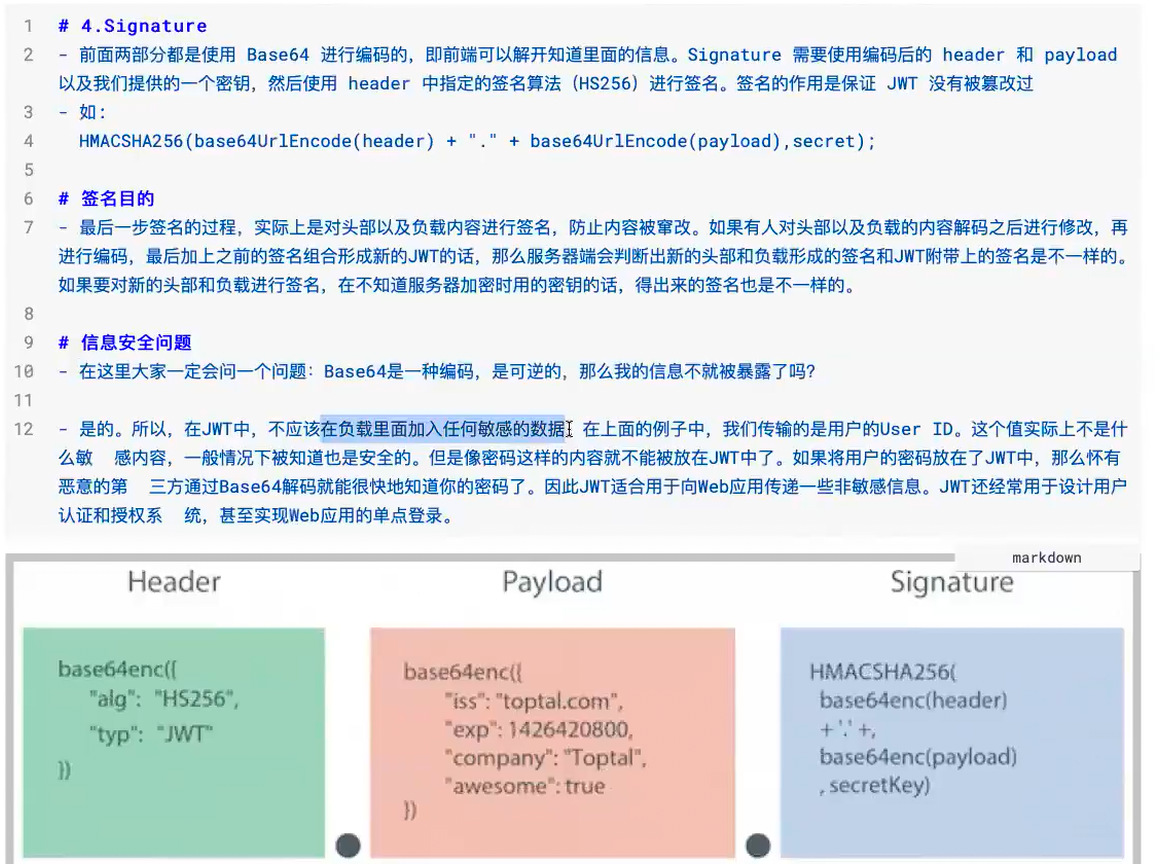 1 # 4.Signature
2 - 前面两部分都是使用 Base64 进行编码的，即前端可以解开知道里面的信息。Signature 需要使用编码后的 header 和 payload
以及我们提供的一个密钥，然后使用 header 中指定的签名算法（HS256）进行签名。签名的作用是保证 JWT 没有被篡改过
3 - 如：
4 HMACSHA256(base64UrlEncode(header) + "." + base64UrlEncode(payload),secret);
5
6 # 签名目的
7 - 最后一步签名的过程，实际上是对头部以及负载内容进行签名，防止内容被窜改。如果有人对头部以及负载的内容解码之后进行修改，再
进行编码，最后加上之前的签名组合形成新的JWT的话，那么服务器端会判断出新的头部和负载形成的签名和JWT附带上的签名是不一样的。
如果要对新的头部和负载进行签名，在不知道服务器加密时用的密钥的话，得出来的签名也是不一样的。
8
9 # 信息安全问题
10 - 在这里大家一定会问一个问题：Base64是一种编码，是可逆的，那么我的信息不就被暴露了吗？
11
12 - 是的。所以，在JWT中，不应该在负载里面加入任何敏感的数据 在上面的例子中，我们传输的是用户的User ID。这个值实际上不是什
么敏 感内容，一般情况下被知道也是安全的。但是像密码这样的内容就不能被放在JWT中了。如果将用户的密码放在了JWT中，那么怀有
恶意的第 三方通过Base64解码就能很快地知道你的密码了。因此JWT适合用于向Web应用传递一些非敏感信息。JWT还经常用于设计用户
认证和授权系 统，甚至实现Web应用的单点登录。
markdown
Header
base64enc({
"alg": "HS256",
"typ": "JWT"
})
Payload
base64enc({
"iss": "toptal.com",
"exp": 1426420800,
"company": "Toptal",
"awesome": true
})
Signature
HMACSHA256(
base64enc(header)
+ '.' +,
base64enc(payload)
, secretKey)